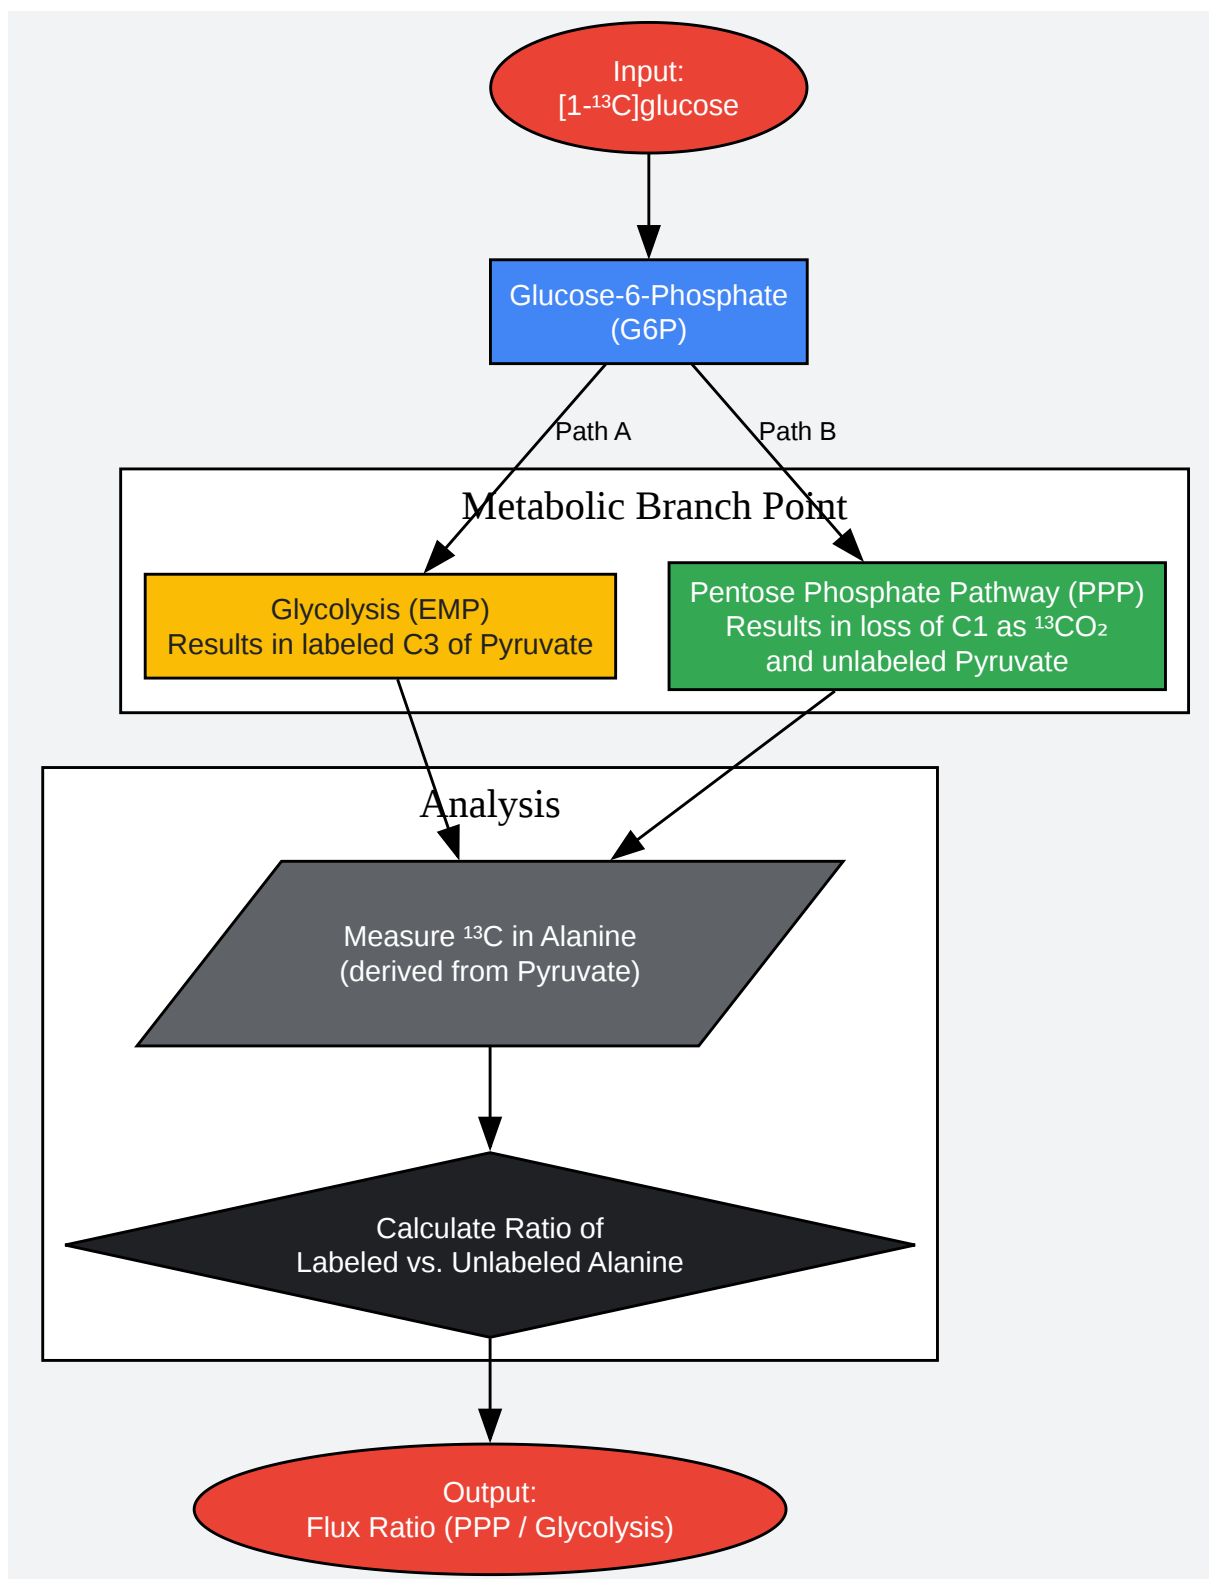 Input:
[1-¹³C]glucose
Glucose-6-Phosphate
(G6P)
Path A
Path B
Metabolic Branch Point
Glycolysis (EMP)
Results in labeled C3 of Pyruvate
Pentose Phosphate Pathway (PPP)
Results in loss of C1 as ¹³CO₂
and unlabeled Pyruvate
Analysis
Measure ¹³C in Alanine
(derived from Pyruvate)
Calculate Ratio of
Labeled vs. Unlabeled Alanine
Output:
Flux Ratio (PPP / Glycolysis)